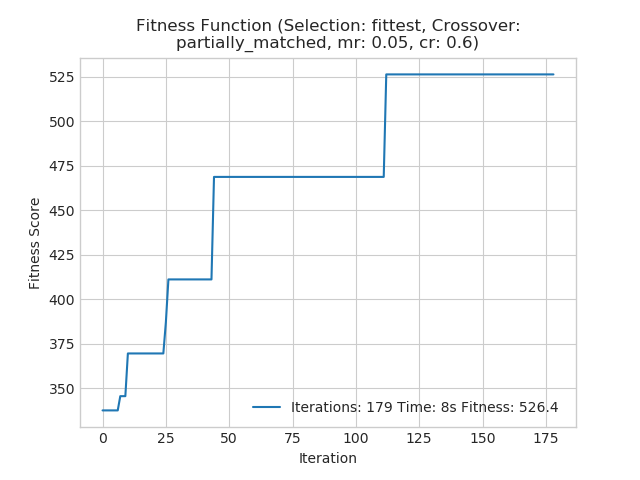 Fitness Function (Selection: fittest, Crossover:
partially_matched, mr: 0.05, cr: 0.6)
Fitness Score
525
500
475
450
425
400
375
350
Iterations: 179 Time: 8s Fitness: 526.4
0 25 50 75 100 125 150 175
Iteration